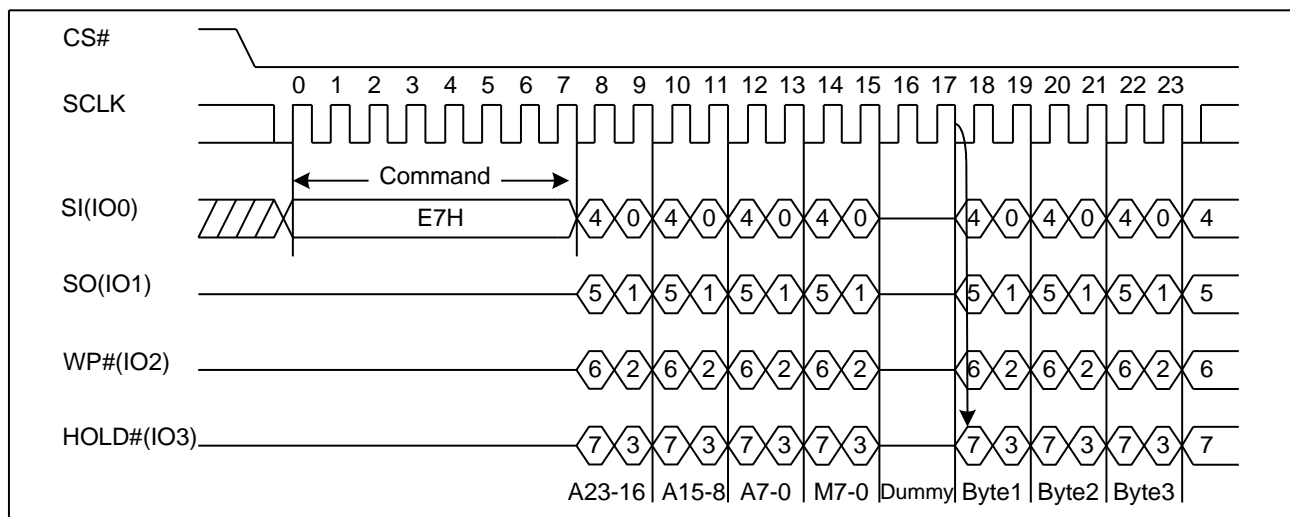 CS#
0 1 2 3 4 5 6 7 8 9 10 11 12 13 14 15 16 17 18 19 20 21 22 23
SCLK
Command
SI(IO0) E7H 4 0 4 0 4 0 4 0 4 0 4 0 4 0 4
SO(IO1) 5 1 5 1 5 1 5 1 5 1 5 1 5 1 5
WP#(IO2) 6 2 6 2 6 2 6 2 6 2 6 2 6 2 6
HOLD#(IO3) 7 3 7 3 7 3 7 3 7 3 7 3 7 3 7
A23-16 A15-8 A7-0 M7-0 Dummy Byte1 Byte2 Byte3